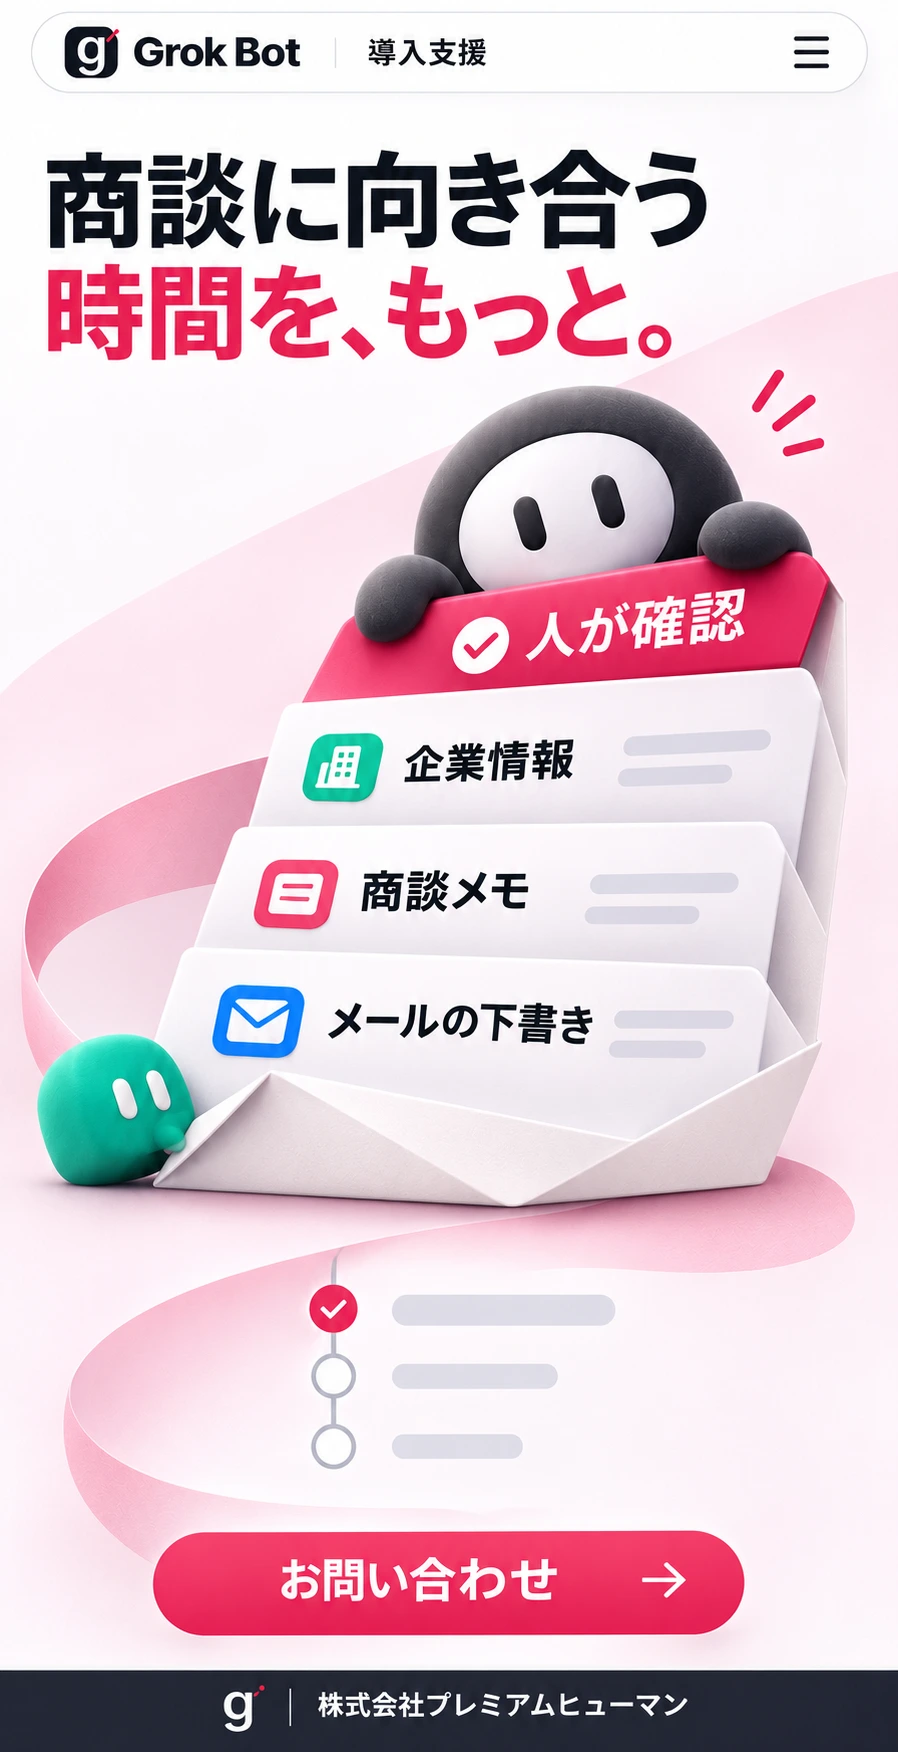 g Grok Bot 導入支援
商談に向き合う
時間を、もっと。
人が確認
企業情報
商談メモ
メールの下書き
お問い合わせ
g 株式会社プレミアムヒューマン